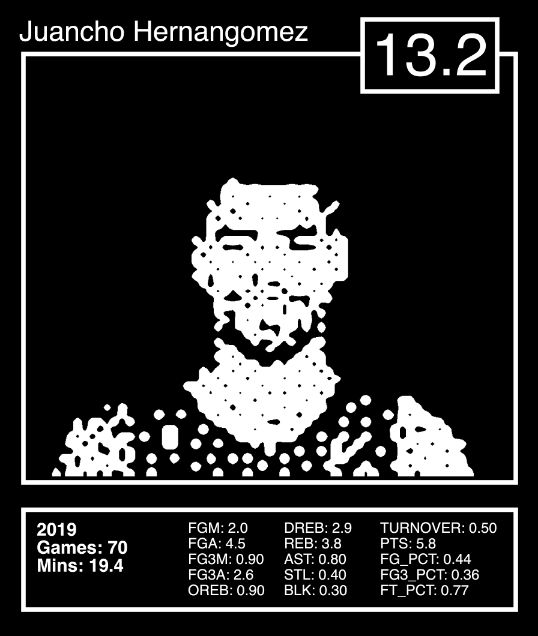 Juancho Hernangomez
13.2
2019
Games: 70
Mins: 19.4
FGM: 2.0
FGA: 4.5
FG3M: 0.90
FG3A: 2.6
OREB: 0.90
DREB: 2.9
REB: 3.8
AST: 0.80
STL: 0.40
BLK: 0.30
TURNOVER: 0.50
PTS: 5.8
FG_PCT: 0.44
FG3_PCT: 0.36
FT_PCT: 0.77